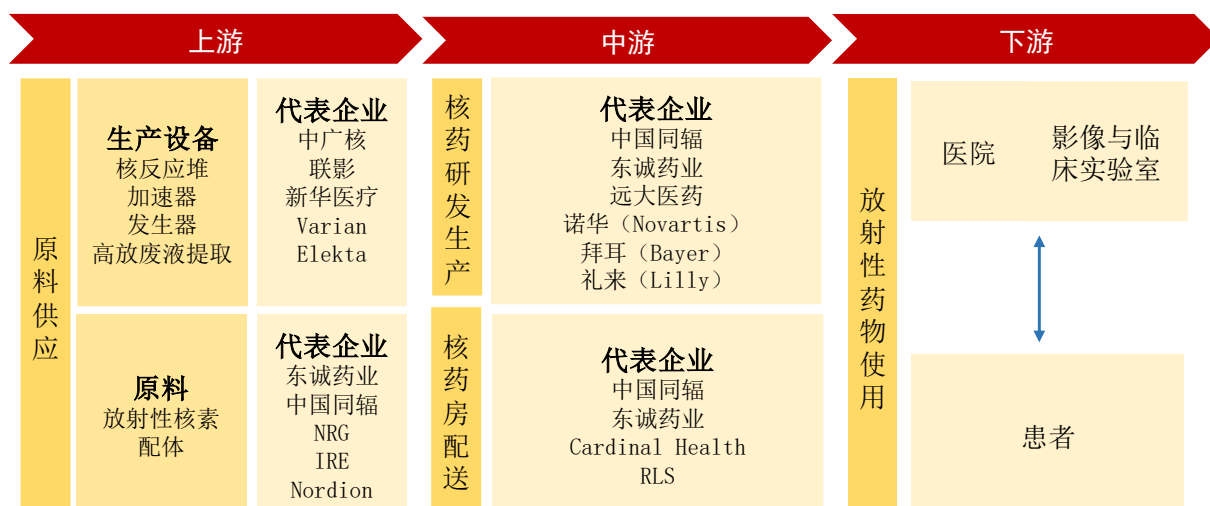 上游
中游
下游
原料供应
生产设备
核反应堆
加速器
发生器
高放废液提取
代表企业
中广核
联影
新华医疗
Varian
Elekta
原料
放射性核素
配体
代表企业
东诚药业
中国同辐
NRG
IRE
Nordion
核药研发生产
代表企业
中国同辐
东诚药业
远大医药
诺华（Novartis）
拜耳（Bayer）
礼来（Lilly）
核药房配送
代表企业
中国同辐
东诚药业
Cardinal Health
RLS
放射性药物使用
医院
影像与临
床实验室
患者